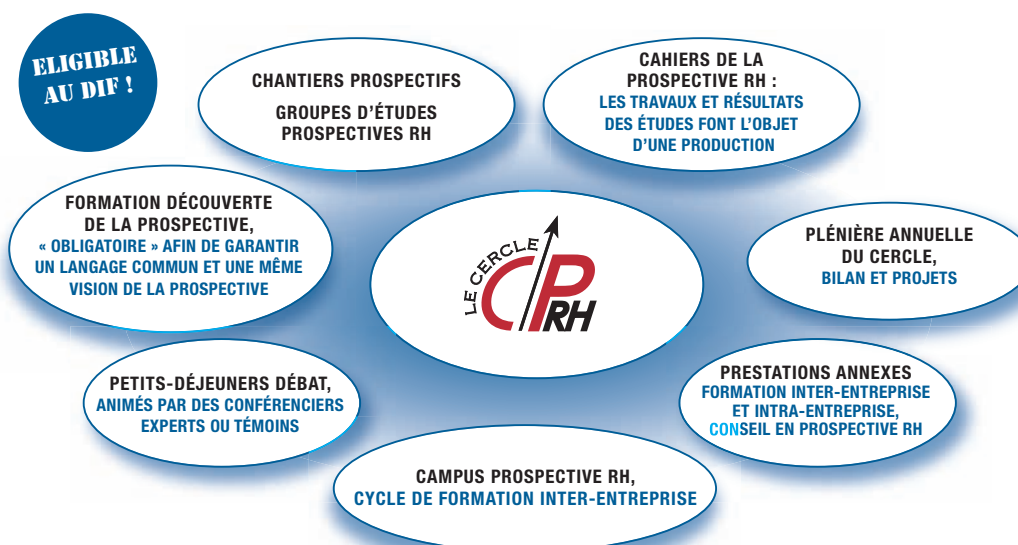 ELIGIBLE
AU DIF !
CHANTIERS PROSPECTIFS
GROUPES D'ÉTUDES
PROSPECTIVES RH
CAHIERS DE LA
PROSPECTIVE RH :
LES TRAVAUX ET RÉSULTATS
DES ÉTUDES FONT L'OBJET
D'UNE PRODUCTION
FORMATION DÉCOUVERTE
DE LA PROSPECTIVE,
« OBLIGATOIRE » AFIN DE GARANTIR
UN LANGAGE COMMUN ET UNE MÊME
VISION DE LA PROSPECTIVE
LE CERCLE
CPRH
PLÉNIÈRE ANNUELLE
DU CERCLE,
BILAN ET PROJETS
PETITS-DÉJEUNERS DÉBAT,
ANIMÉS PAR DES CONFÉRENCIERS
EXPERTS OU TÉMOINS
PRESTATIONS ANNEXES
FORMATION INTER-ENTREPRISE
ET INTRA-ENTREPRISE,
CONSEIL EN PROSPECTIVE RH
CAMPUS PROSPECTIVE RH,
CYCLE DE FORMATION INTER-ENTREPRISE